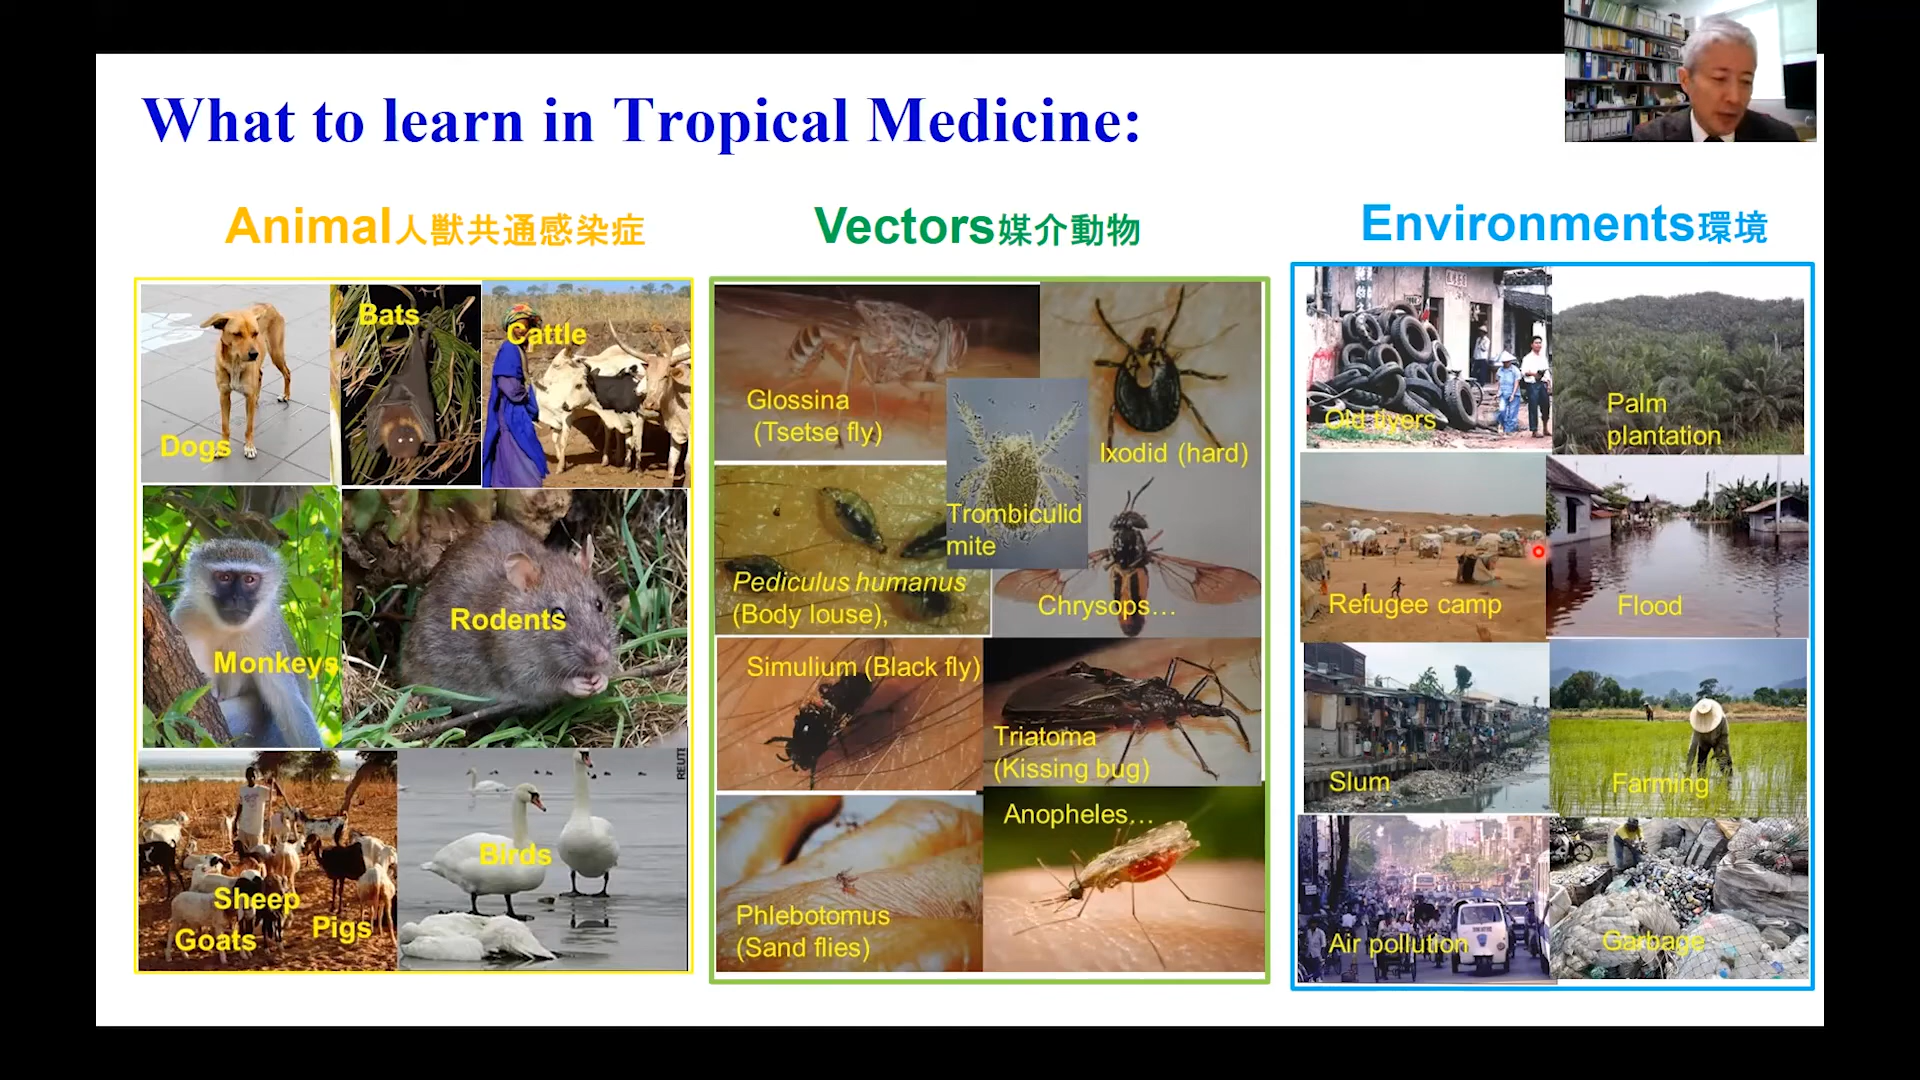 What to learn in Tropical Medicine:
Animal人獣共通感染症
Dogs
Bats
Cattle
Monkeys
Rodents
Sheep
Goats
Pigs
Birds
REUTE
Vectors媒介動物
Glossina
(Tsetse fly)
Ixodid (hard)
Trombiculid
mite
Pediculus humanus
(Body louse),
Chrysops…
Simulium (Black fly)
Triatoma
(Kissing bug)
Phlebotomus
(Sand flies)
Anopheles…
Environments環境
Old tiyers
Palm
plantation
Refugee camp
Flood
Slum
Farming
Air pollution
Garbage